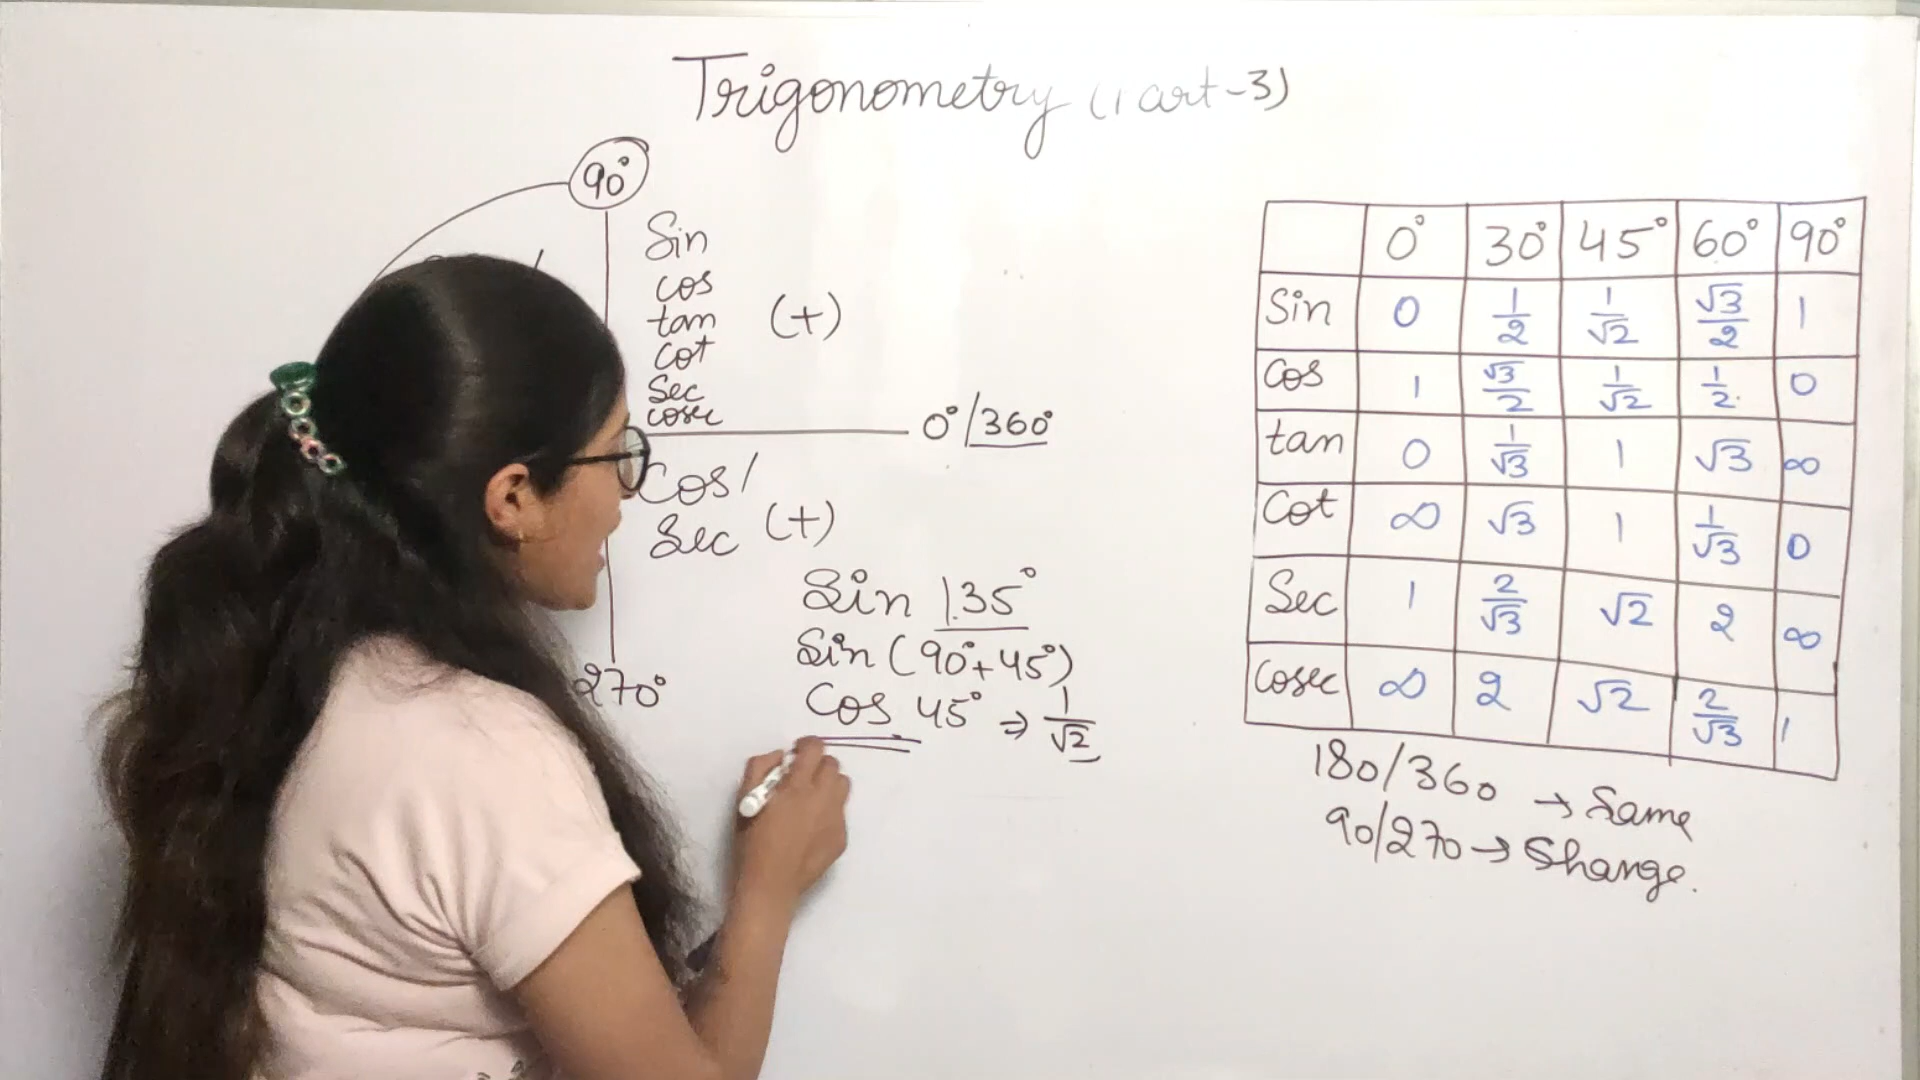 Trigonometry (Part-3)
90°
Sin
cos
tan (+)
cot
Sec
cosec
0°/360°
Cos/
Sec (+)
270°
Sin 135°
Sin (90°+45°)
Cos 45° ⇒ 1/√2
0° 30° 45° 60° 90°
Sin 0 1/2 1/√2 √3/2 1
Cos 1 √3/2 1/√2 1/2 0
tan 0 1/√3 1 √3 ∞
Cot ∞ √3 1 1/√3 0
Sec 1 2/√3 √2 2 ∞
Cosec ∞ 2 √2 2/√3 1
180/360 → Same
90/270 → Shange.